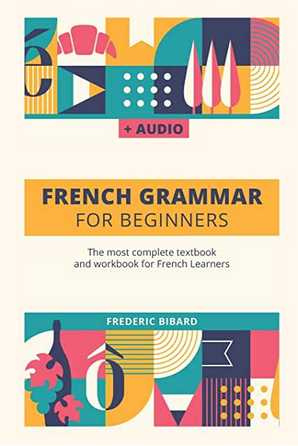 é
+ AUDIO
FRENCH GRAMMAR
FOR BEGINNERS
The most complete textbook
and workbook for French Learners
FREDERIC BIBARD
ô